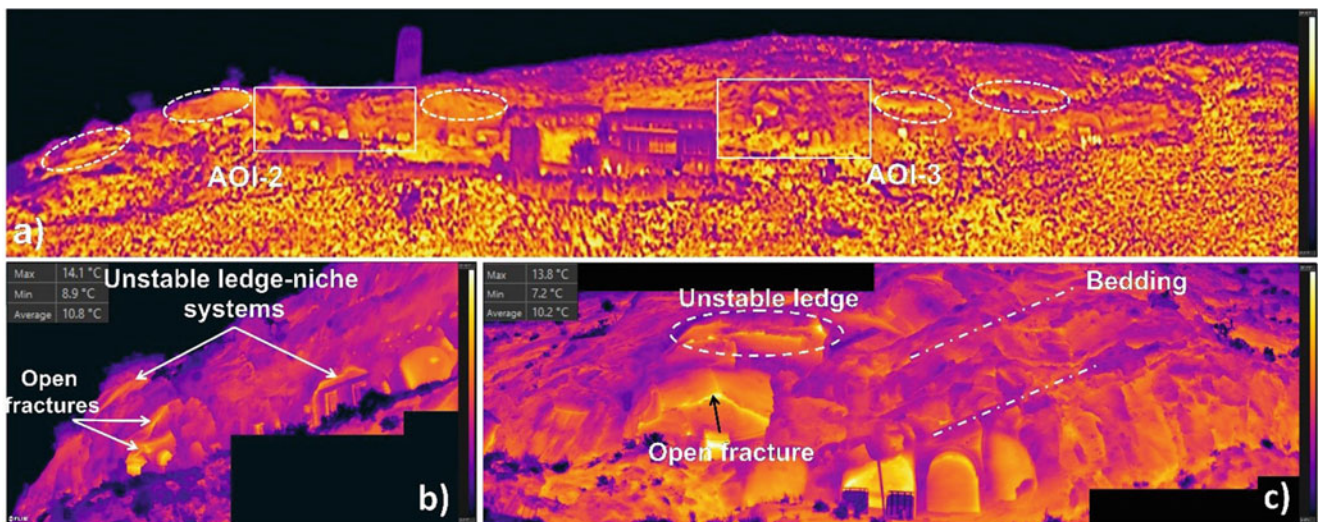 AOI-2
AOI-3
a)
Max 14.1 °C
Min 8.9 °C
Average 10.8 °C
Unstable ledge-niche
systems
Open
fractures
b)
Max 13.8 °C
Min 7.2 °C
Average 10.2 °C
Unstable ledge
Bedding
Open fracture
c)